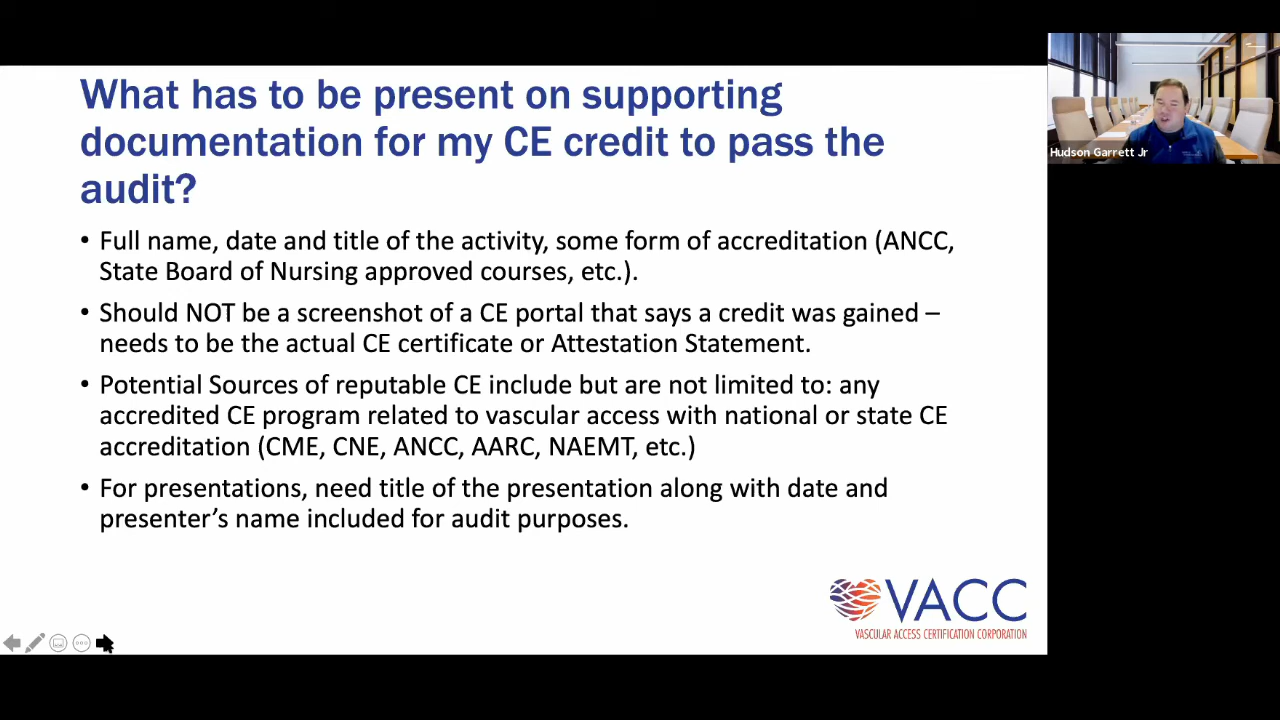 What has to be present on supporting
documentation for my CE credit to pass the
audit?
• Full name, date and title of the activity, some form of accreditation (ANCC,
State Board of Nursing approved courses, etc.).
• Should NOT be a screenshot of a CE portal that says a credit was gained –
needs to be the actual CE certificate or Attestation Statement.
• Potential Sources of reputable CE include but are not limited to: any
accredited CE program related to vascular access with national or state CE
accreditation (CME, CNE, ANCC, AARC, NAEMT, etc.)
• For presentations, need title of the presentation along with date and
presenter’s name included for audit purposes.
VACC
VASCULAR ACCESS CERTIFICATION CORPORATION
Hudson Garrett Jr